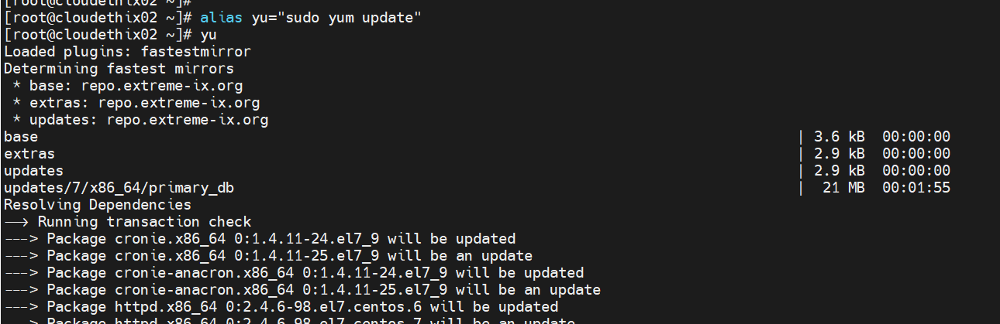 [root@cloudethix02 ~]#
[root@cloudethix02 ~]# alias yu="sudo yum update"
[root@cloudethix02 ~]# yu
Loaded plugins: fastestmirror
Determining fastest mirrors
 * base: repo.extreme-ix.org
 * extras: repo.extreme-ix.org
 * updates: repo.extreme-ix.org
base | 3.6 kB 00:00:00
extras | 2.9 kB 00:00:00
updates | 2.9 kB 00:00:00
updates/7/x86_64/primary_db | 21 MB 00:01:55
Resolving Dependencies
--> Running transaction check
---> Package cronie.x86_64 0:1.4.11-24.el7_9 will be updated
---> Package cronie.x86_64 0:1.4.11-25.el7_9 will be an update
---> Package cronie-anacron.x86_64 0:1.4.11-24.el7_9 will be updated
---> Package cronie-anacron.x86_64 0:1.4.11-25.el7_9 will be an update
---> Package httpd.x86_64 0:2.4.6-98.el7.centos.6 will be updated
---> Package httpd.x86_64 0:2.4.6-98.el7.centos.7 will be an update